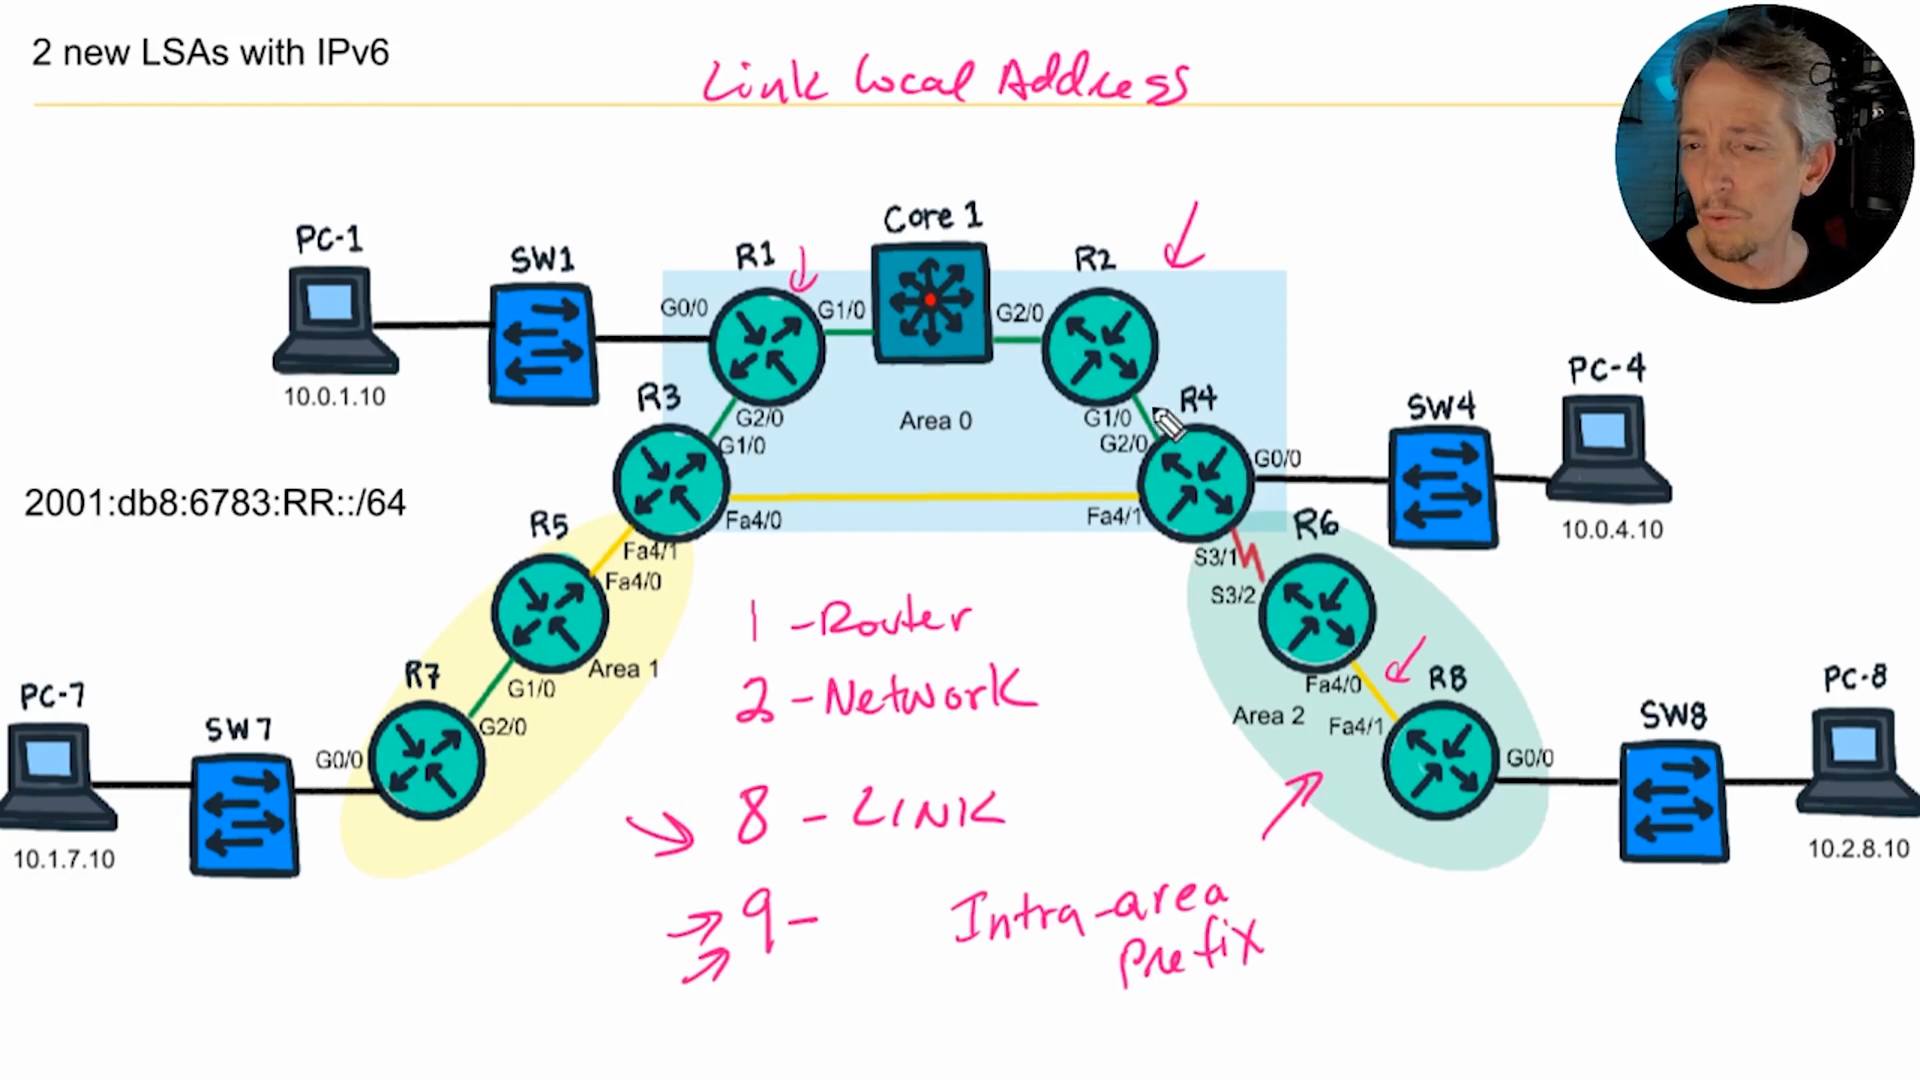 2 new LSAs with IPv6
Link Local Address
Core 1
PC-1
SW1
R1
R2
G0/0
G1/0
G2/0
10.0.1.10
R3
G2/0
G1/0
Area 0
G1/0
G2/0
R4
PC-4
SW4
G0/0
10.0.4.10
2001:db8:6783:RR::/64
Fa4/0
Fa4/1
R5
Fa4/1
Fa4/0
S3/1
R6
S3/2
1 - Router
Area 1
R7
G1/0
G2/0
2 - Network
Fa4/0
R8
Area 2
Fa4/1
PC-7
SW7
G0/0
10.1.7.10
PC-8
SW8
G0/0
10.2.8.10
8 - LINK
9 - Intra-area
Prefix